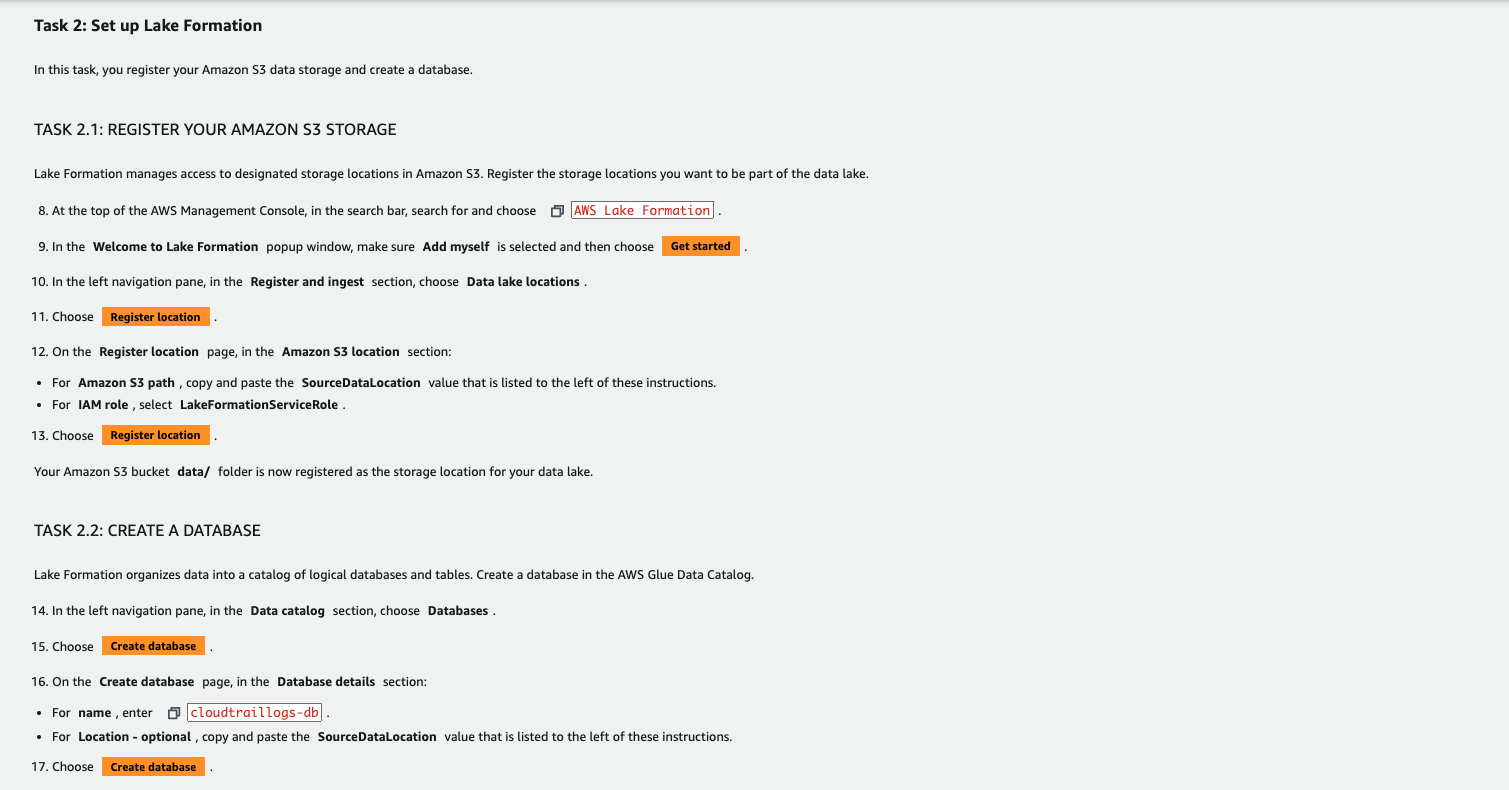 Task 2: Set up Lake Formation
In this task, you register your Amazon S3 data storage and create a database.
TASK 2.1: REGISTER YOUR AMAZON S3 STORAGE
Lake Formation manages access to designated storage locations in Amazon S3. Register the storage locations you want to be part of the data lake.
8. At the top of the AWS Management Console, in the search bar, search for and choose AWS Lake Formation .
9. In the Welcome to Lake Formation popup window, make sure Add myself is selected and then choose Get started .
10. In the left navigation pane, in the Register and ingest section, choose Data lake locations .
11. Choose Register location .
12. On the Register location page, in the Amazon S3 location section:
• For Amazon S3 path , copy and paste the SourceDataLocation value that is listed to the left of these instructions.
• For IAM role , select LakeFormationServiceRole .
13. Choose Register location .
Your Amazon S3 bucket data/ folder is now registered as the storage location for your data lake.
TASK 2.2: CREATE A DATABASE
Lake Formation organizes data into a catalog of logical databases and tables. Create a database in the AWS Glue Data Catalog.
14. In the left navigation pane, in the Data catalog section, choose Databases .
15. Choose Create database .
16. On the Create database page, in the Database details section:
• For name , enter cloudtraillogs-db .
• For Location - optional , copy and paste the SourceDataLocation value that is listed to the left of these instructions.
17. Choose Create database .